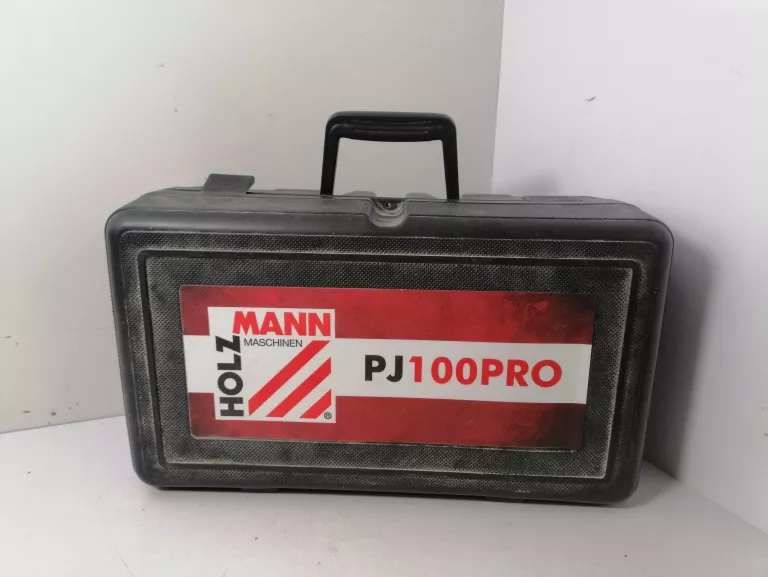 HOLZ
MANN
MASCHINEN
®
PJ100PRO